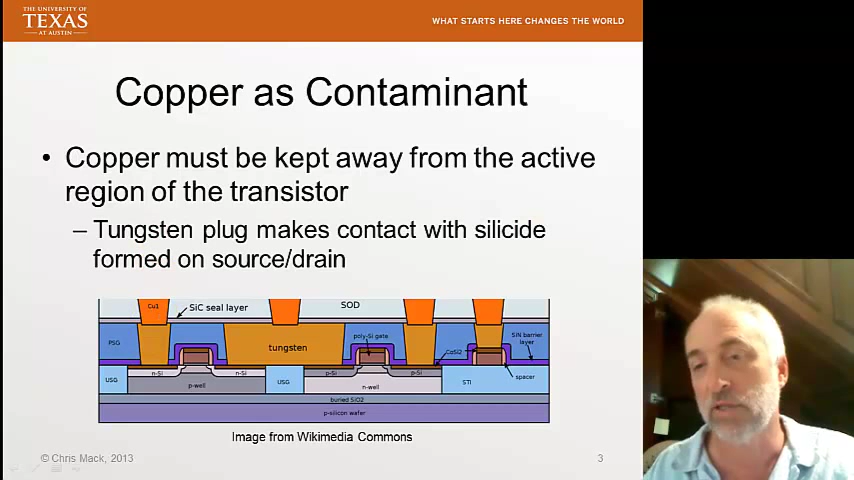 THE UNIVERSITY OF
TEXAS
AT AUSTIN
WHAT STARTS HERE CHANGES THE WORLD
Copper as Contaminant
• Copper must be kept away from the active
region of the transistor
– Tungsten plug makes contact with silicide
formed on source/drain
Cu1
SiC seal layer
SOD
PSG
tungsten
poly-Si gate
CoSi2
SiN barrier
layer
USG
n-Si
n-Si
p-well
USG
p-Si
p-Si
n-well
STI
spacer
buried SiO2
p-silicon wafer
Image from Wikimedia Commons
© Chris Mack, 2013
3